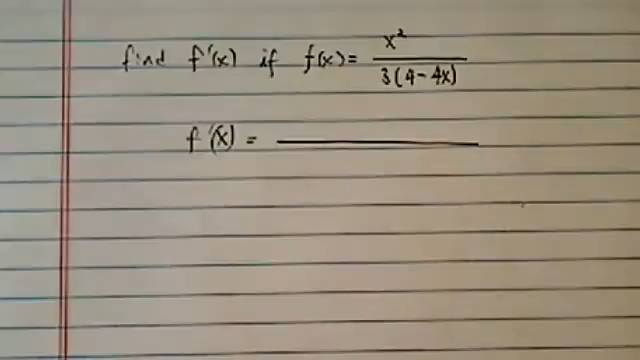 find f'(x) if f(x) = x² / 3(4-4x)
f'(x) =